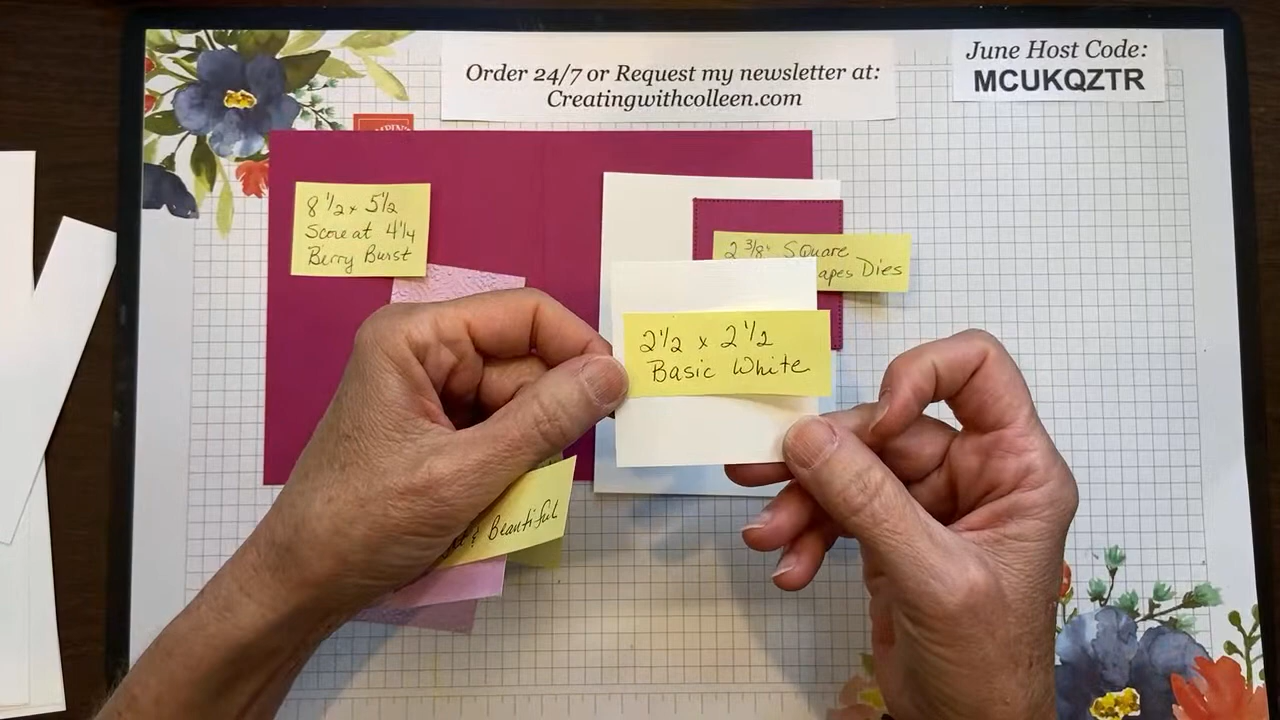 Order 24/7 or Request my newsletter at:
Creatingwithcolleen.com
June Host Code:
MCUKQZTR
8 1/2 x 5 1/2
Score at 4 1/4
Berry Burst
2 3/8" Square
apes Dies
2 1/2 x 2 1/2
Basic White
& Beautiful